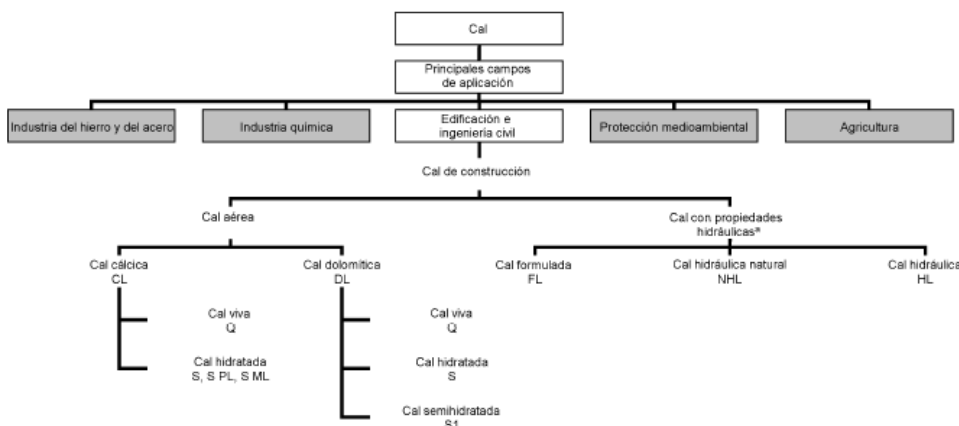 Cal
Principales campos
de aplicación
Industria del hierro y del acero
Industria química
Edificación e
ingeniería civil
Protección medioambiental
Agricultura
Cal de construcción
Cal aérea
Cal con propiedades
hidráulicasª
Cal cálcica
CL
Cal dolomítica
DL
Cal formulada
FL
Cal hidráulica natural
NHL
Cal hidráulica
HL
Cal viva
Q
Cal viva
Q
Cal hidratada
S, S PL, S ML
Cal hidratada
S
Cal semihidratada
S1